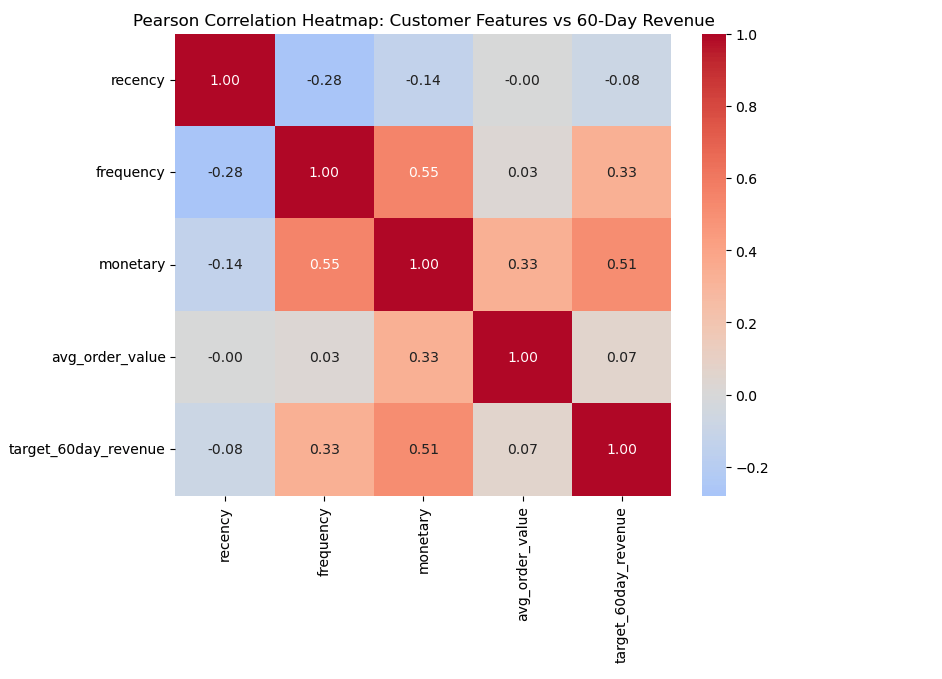 Pearson Correlation Heatmap: Customer Features vs 60-Day Revenue
recency 1.00 -0.28 -0.14 -0.00 -0.08
frequency -0.28 1.00 0.55 0.03 0.33
monetary -0.14 0.55 1.00 0.33 0.51
avg_order_value -0.00 0.03 0.33 1.00 0.07
target_60day_revenue -0.08 0.33 0.51 0.07 1.00
recency
frequency
monetary
avg_order_value
target_60day_revenue
1.0
0.8
0.6
0.4
0.2
0.0
−0.2